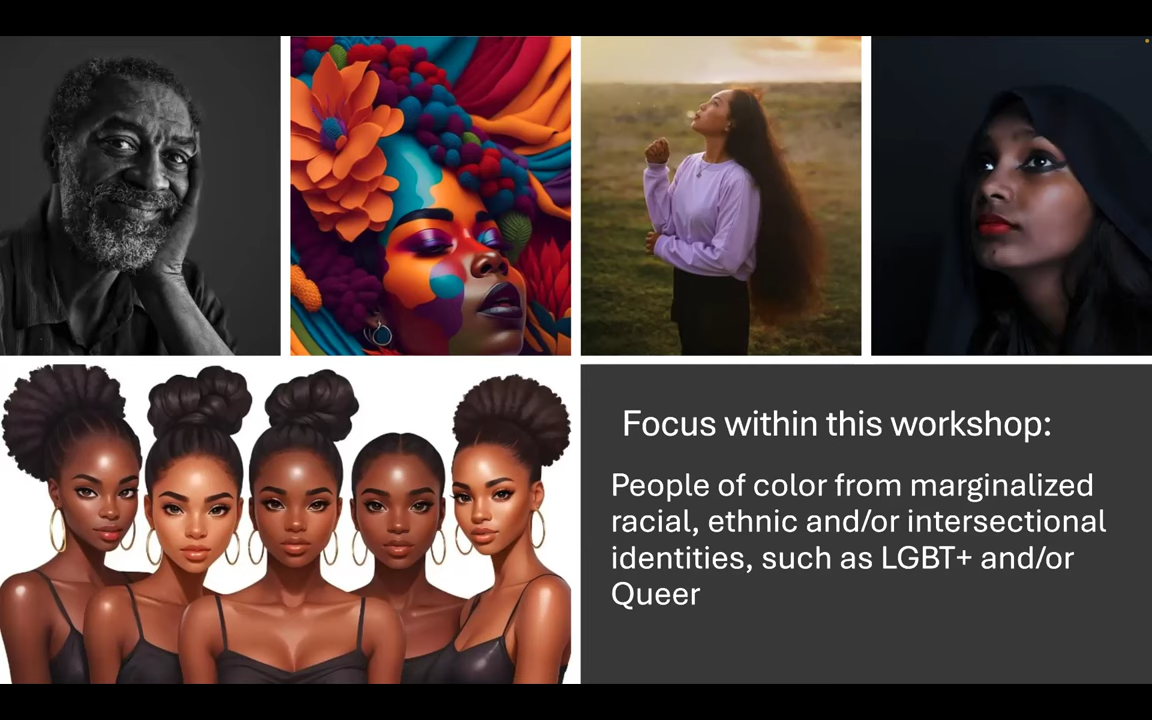 Focus within this workshop:
People of color from marginalized
racial, ethnic and/or intersectional
identities, such as LGBT+ and/or
Queer